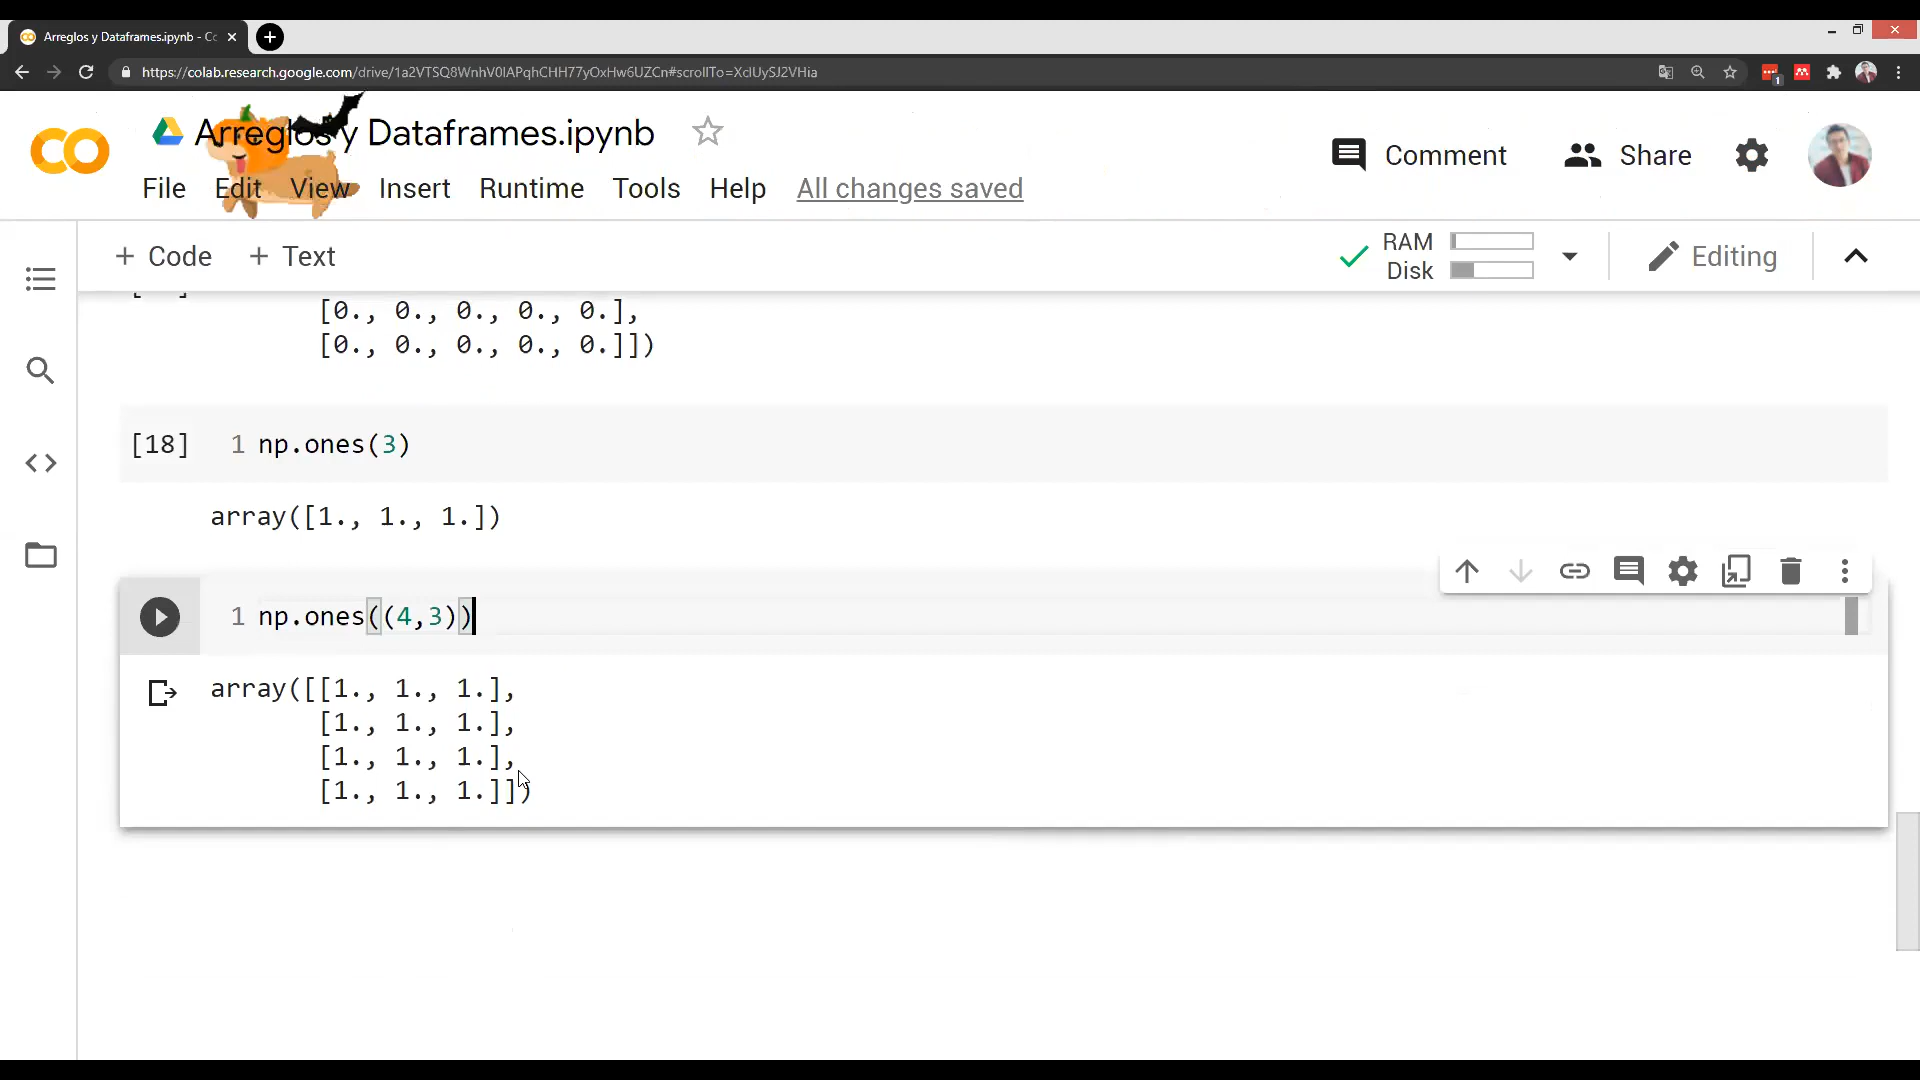 Arreglos y Dataframes.ipynb - Cc
https://colab.research.google.com/drive/1a2VTSQ8WnhV0IAPqhCHH77yOxHw6UZCn#scrollTo=XclUySJ2VHia
1
Arreglos y Dataframes.ipynb
Comment
Share
File Edit View Insert Runtime Tools Help All changes saved
+ Code + Text
RAM
Disk
Editing
[0., 0., 0., 0., 0.],
[0., 0., 0., 0., 0.]])
[18] 1 np.ones(3)
array([1., 1., 1.])
1 np.ones((4,3))
array([[1., 1., 1.],
[1., 1., 1.],
[1., 1., 1.],
[1., 1., 1.]])